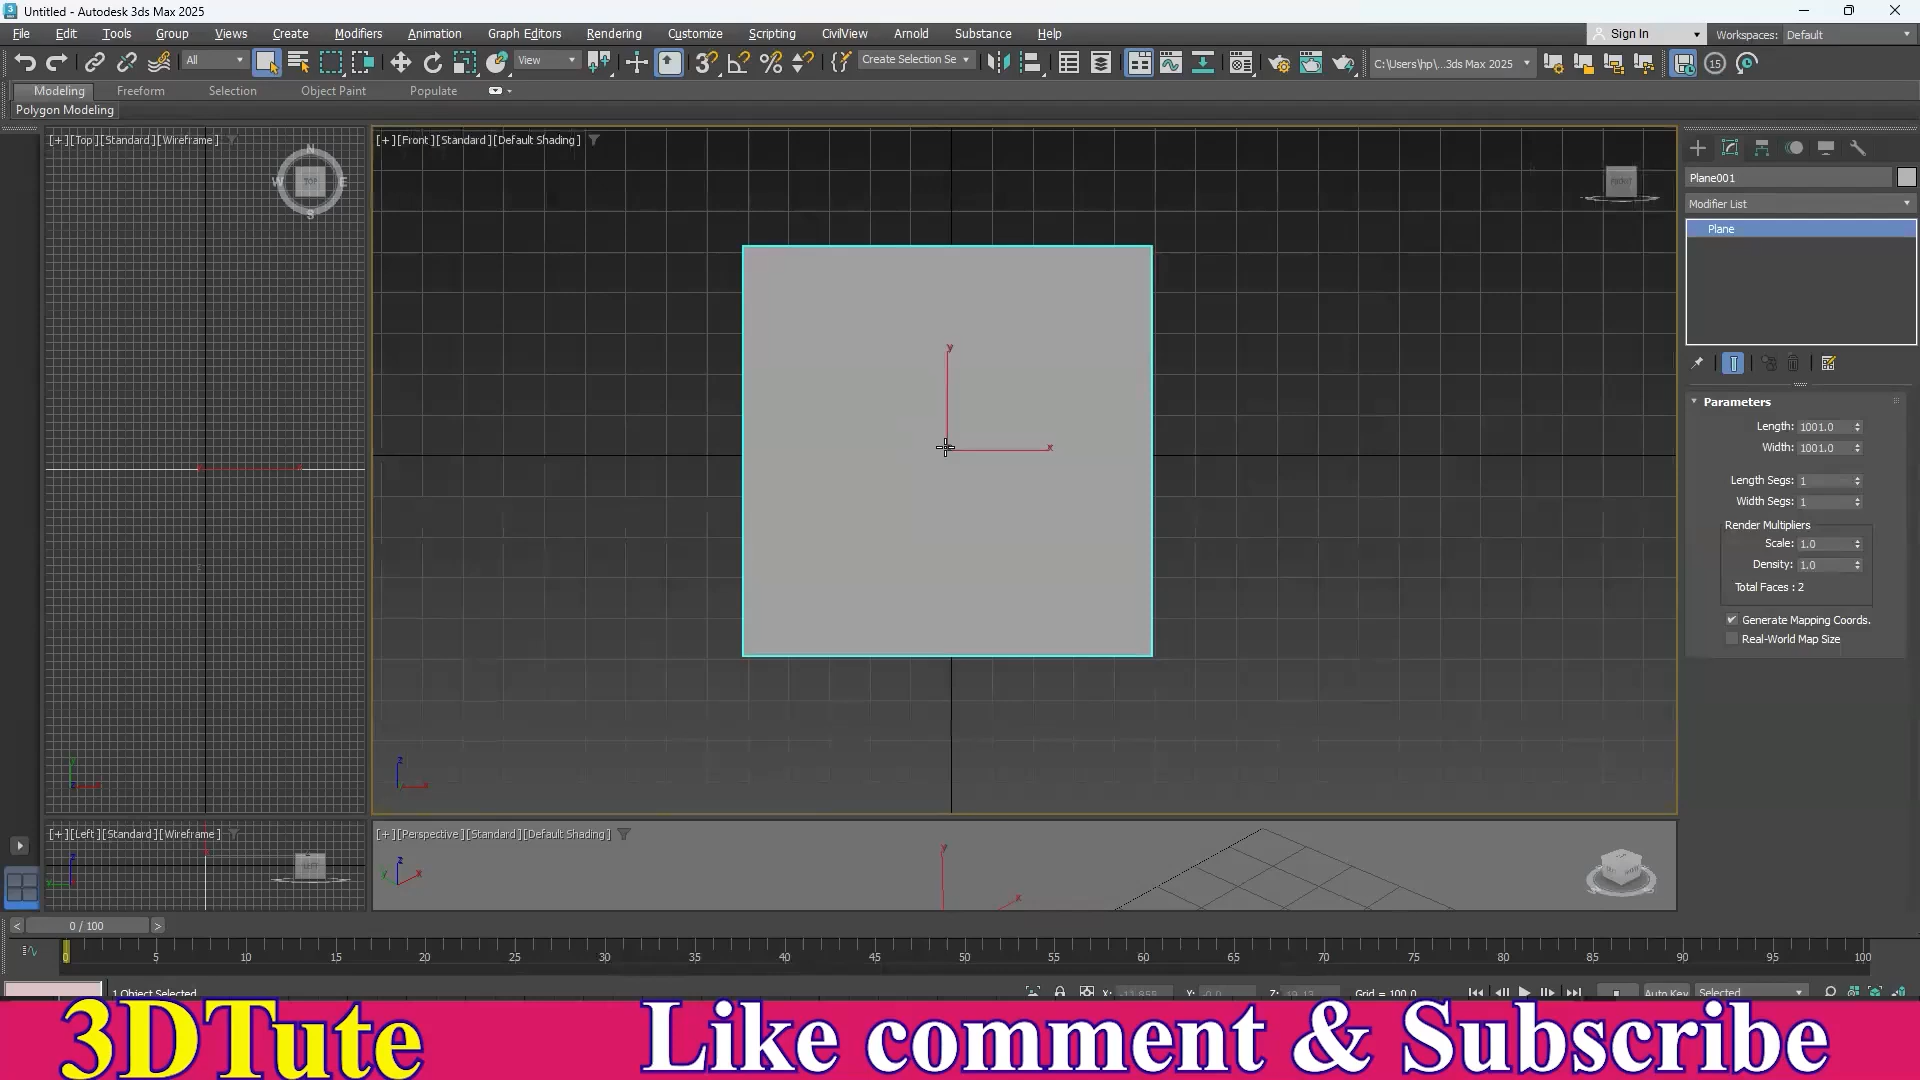 Untitled - Autodesk 3ds Max 2025
File Edit Tools Group Views Create Modifiers Animation Graph Editors Rendering Customize Scripting CivilView Arnold Substance Help Sign In Workspaces: Default
All View Create Selection Se C:\Users\hp\...3ds Max 2025 15
Modeling Freeform Selection Object Paint Populate
Polygon Modeling
[+][Top][Standard][Wireframe]
[+][Front][Standard][Default Shading]
N
W TOP E
S
FRONT
Plane001
Modifier List
Plane
y
x
Parameters
Length: 1001.0
Width: 1001.0
Length Segs: 1
Width Segs: 1
Render Multipliers
Scale: 1.0
Density: 1.0
Total Faces : 2
Generate Mapping Coords.
Real-World Map Size
[+][Left][Standard][Wireframe]
[+][Perspective][Standard][Default Shading]
0 / 100
0 5 10 15 20 25 30 35 40 45 50 55 60 65 70 75 80 85 90 95 100
1 Object Selected X: Y: Z: Grid = 100.0 Auto Key Selected
3DTute Like comment & Subscribe